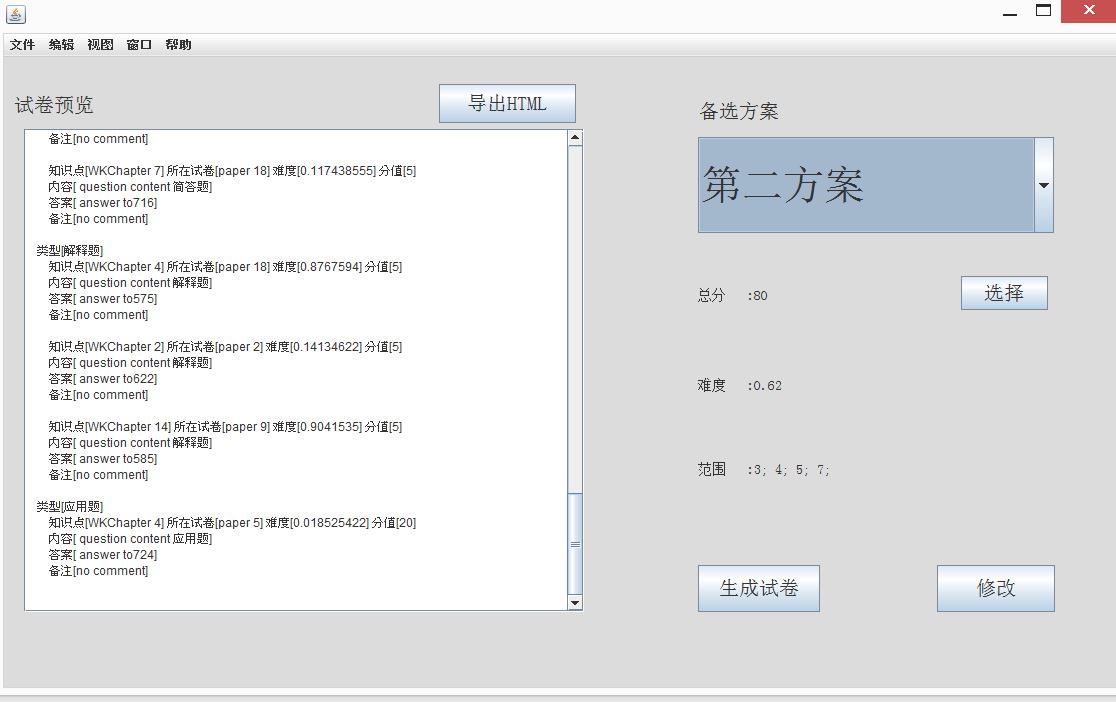 文件 编辑 视图 窗口 帮助
试卷预览
导出HTML
备注[no comment]
知识点[WKChapter 7] 所在试卷[paper 18] 难度[0.117438555] 分值[5]
内容[ question content 简答题]
答案[ answer to716]
备注[no comment]
类型[解释题]
知识点[WKChapter 4] 所在试卷[paper 18] 难度[0.8767594] 分值[5]
内容[ question content 解释题]
答案[ answer to575]
备注[no comment]
知识点[WKChapter 2] 所在试卷[paper 2] 难度[0.14134622] 分值[5]
内容[ question content 解释题]
答案[ answer to622]
备注[no comment]
知识点[WKChapter 14] 所在试卷[paper 9] 难度[0.9041535] 分值[5]
内容[ question content 解释题]
答案[ answer to585]
备注[no comment]
类型[应用题]
知识点[WKChapter 4] 所在试卷[paper 5] 难度[0.018525422] 分值[20]
内容[ question content 应用题]
答案[ answer to724]
备注[no comment]
备选方案
第二方案
总分 :80
选择
难度 :0.62
范围 :3; 4; 5; 7;
生成试卷
修改